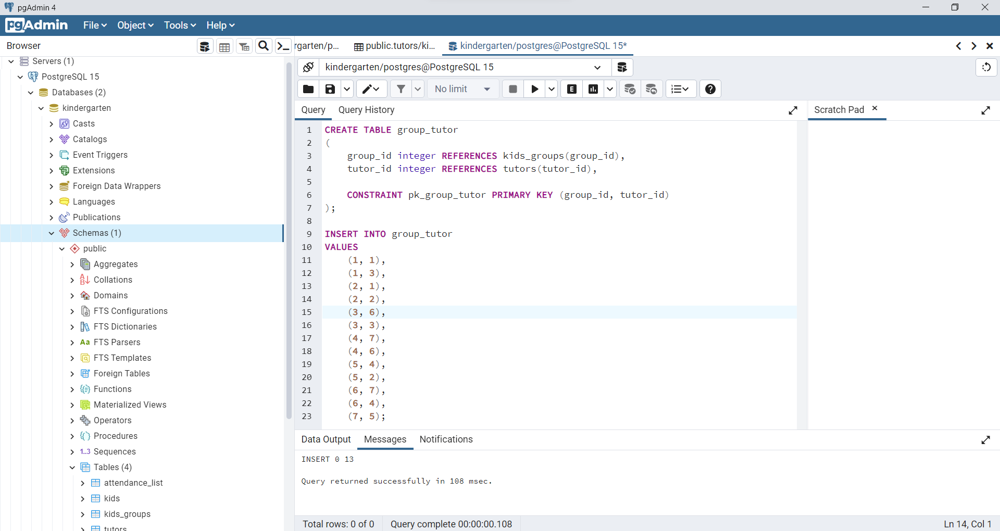 pgAdmin 4
pgAdmin File Object Tools Help
Browser
rgarten/p... public.tutors/ki... kindergarten/postgres@PostgreSQL 15*
Servers (1)
PostgreSQL 15
Databases (2)
kindergarten
Casts
Catalogs
Event Triggers
Extensions
Foreign Data Wrappers
Languages
Publications
Schemas (1)
public
Aggregates
Collations
Domains
FTS Configurations
FTS Dictionaries
Aa FTS Parsers
FTS Templates
Foreign Tables
Functions
Materialized Views
Operators
Procedures
1..3 Sequences
Tables (4)
attendance_list
kids
kids_groups
tutors
kindergarten/postgres@PostgreSQL 15
No limit E
Query Query History
Scratch Pad
1 CREATE TABLE group_tutor
2 (
3 group_id integer REFERENCES kids_groups(group_id),
4 tutor_id integer REFERENCES tutors(tutor_id),
5
6 CONSTRAINT pk_group_tutor PRIMARY KEY (group_id, tutor_id)
7 );
8
9 INSERT INTO group_tutor
10 VALUES
11 (1, 1),
12 (1, 3),
13 (2, 1),
14 (2, 2),
15 (3, 6),
16 (3, 3),
17 (4, 7),
18 (4, 6),
19 (5, 4),
20 (5, 2),
21 (6, 7),
22 (6, 4),
23 (7, 5);
Data Output Messages Notifications
INSERT 0 13
Query returned successfully in 108 msec.
Total rows: 0 of 0 Query complete 00:00:00.108 Ln 14, Col 1